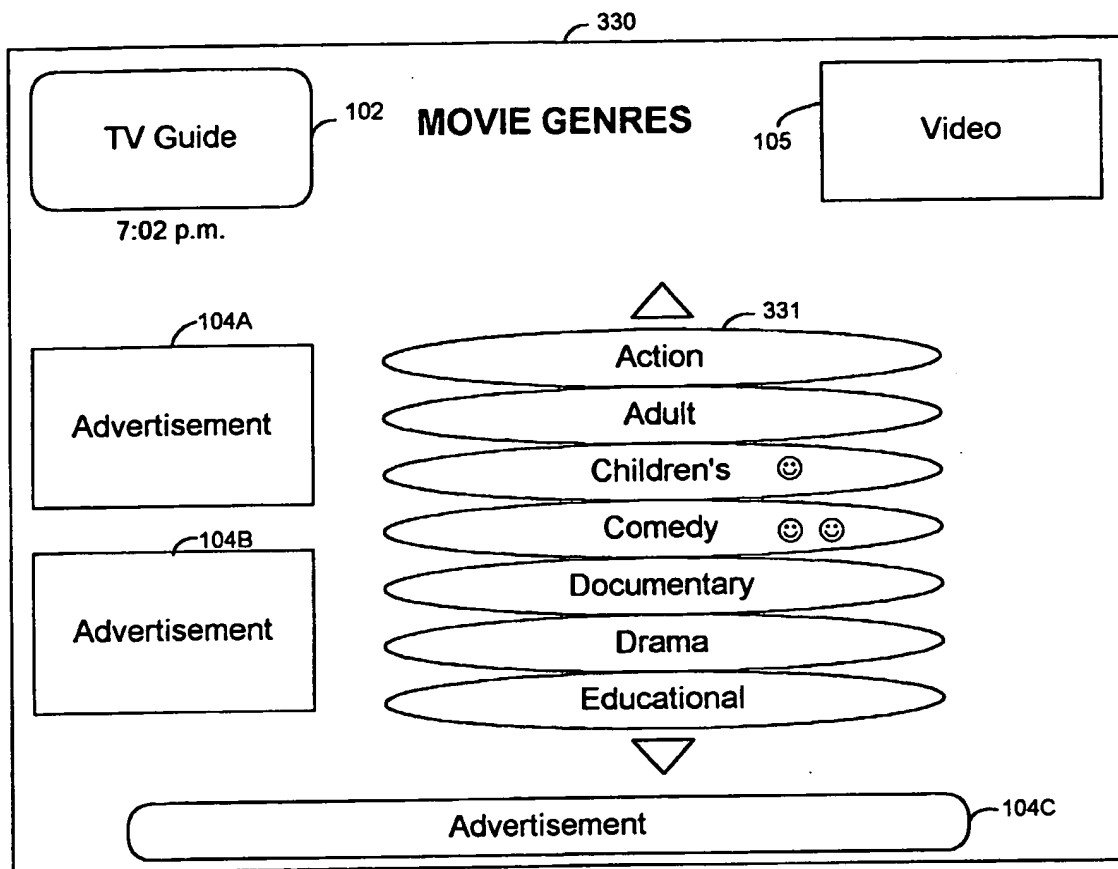 330
TV Guide
102
MOVIE GENRES
105
Video
7:02 p.m.
104A
Advertisement
104B
Advertisement
331
Action
Adult
Children's
Comedy
Documentary
Drama
Educational
Advertisement
104C